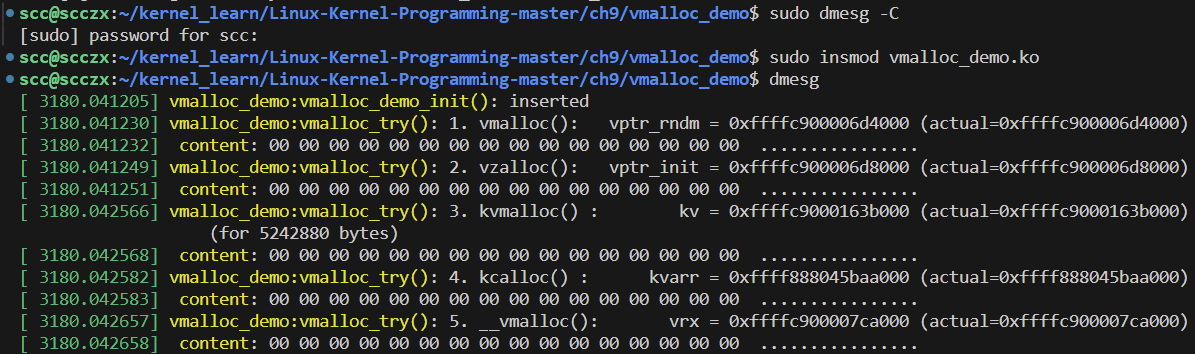 scc@scczx:~/kernel_learn/Linux-Kernel-Programming-master/ch9/vmalloc_demo$ sudo dmesg -C
[sudo] password for scc:
scc@scczx:~/kernel_learn/Linux-Kernel-Programming-master/ch9/vmalloc_demo$ sudo insmod vmalloc_demo.ko
scc@scczx:~/kernel_learn/Linux-Kernel-Programming-master/ch9/vmalloc_demo$ dmesg
[ 3180.041205] vmalloc_demo:vmalloc_demo_init(): inserted
[ 3180.041230] vmalloc_demo:vmalloc_try(): 1. vmalloc():   vptr_rndm = 0xffffc900006d4000 (actual=0xffffc900006d4000)
[ 3180.041232]  content: 00 00 00 00 00 00 00 00 00 00 00 00 00 00 00 00  ................
[ 3180.041249] vmalloc_demo:vmalloc_try(): 2. vzalloc():   vptr_init = 0xffffc900006d8000 (actual=0xffffc900006d8000)
[ 3180.041251]  content: 00 00 00 00 00 00 00 00 00 00 00 00 00 00 00 00  ................
[ 3180.042566] vmalloc_demo:vmalloc_try(): 3. kvmalloc() :        kv = 0xffffc9000163b000 (actual=0xffffc9000163b000)
(for 5242880 bytes)
[ 3180.042568]  content: 00 00 00 00 00 00 00 00 00 00 00 00 00 00 00 00  ................
[ 3180.042582] vmalloc_demo:vmalloc_try(): 4. kcalloc() :      kvarr = 0xffff888045baa000 (actual=0xffff888045baa000)
[ 3180.042583]  content: 00 00 00 00 00 00 00 00 00 00 00 00 00 00 00 00  ................
[ 3180.042657] vmalloc_demo:vmalloc_try(): 5. __vmalloc():       vrx = 0xffffc900007ca000 (actual=0xffffc900007ca000)
[ 3180.042658]  content: 00 00 00 00 00 00 00 00 00 00 00 00 00 00 00 00  ................